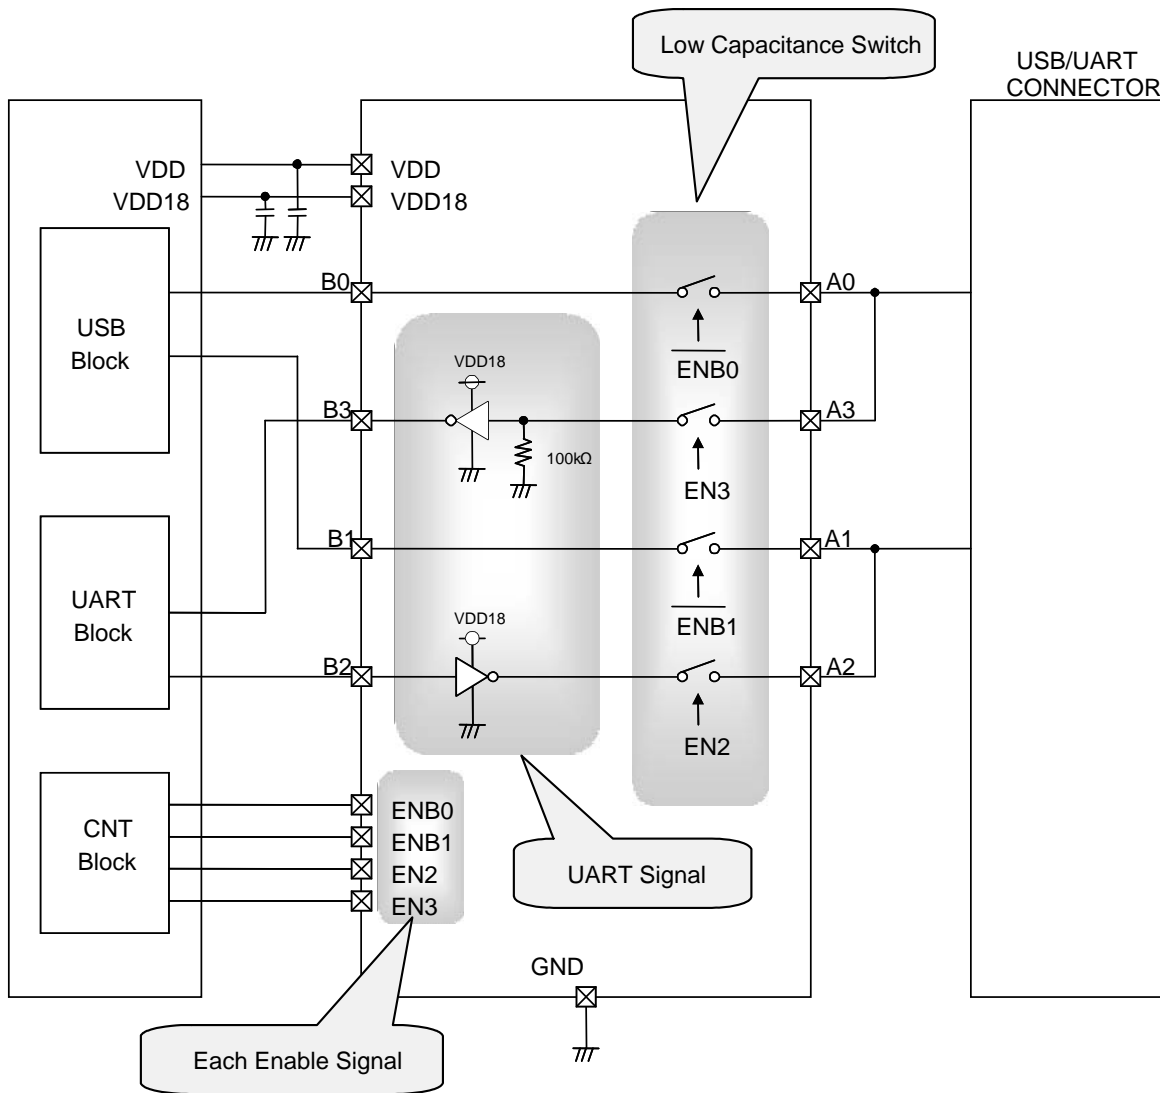 Low Capacitance Switch
USB/UART
CONNECTOR
VDD
VDD
VDD18
VDD18
B0
A0
USB
Block
VDD18
ENB0
B3
A3
100kΩ
EN3
B1
A1
UART
Block
VDD18
ENB1
B2
A2
EN2
CNT
Block
ENB0
ENB1
EN2
EN3
UART Signal
GND
Each Enable Signal